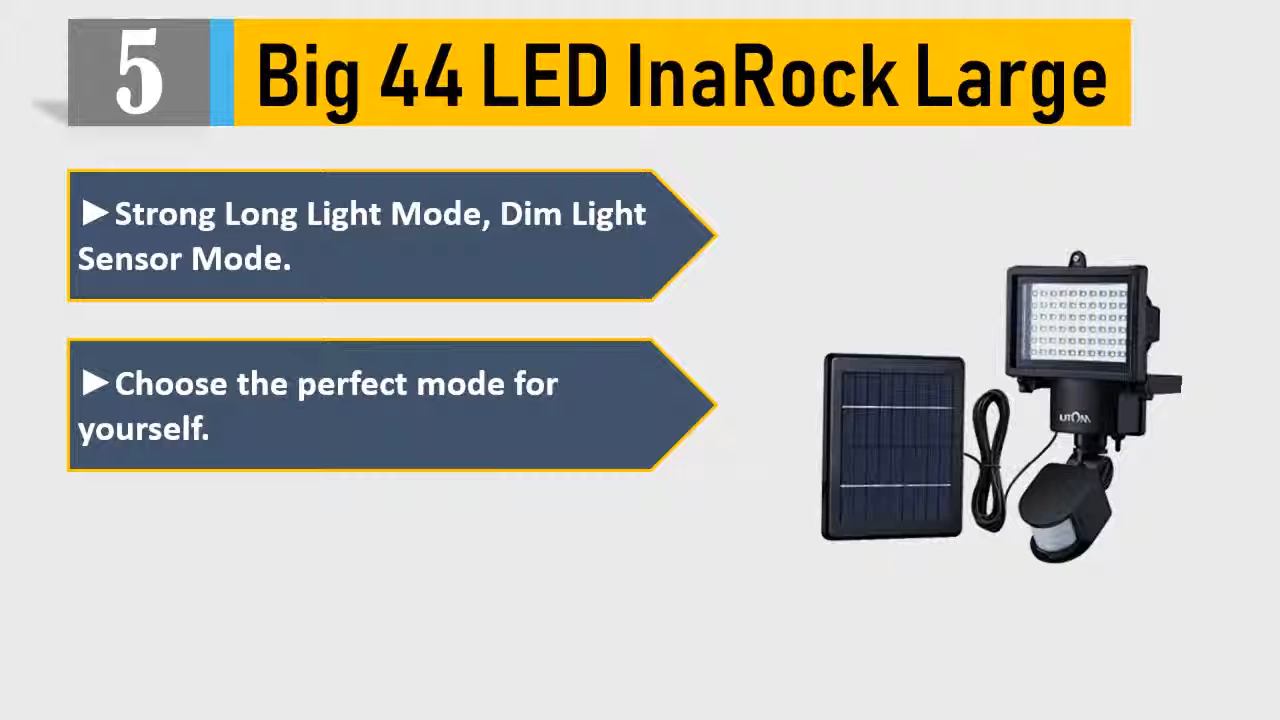 5
Big 44 LED InaRock Large
►Strong Long Light Mode, Dim Light
Sensor Mode.
►Choose the perfect mode for
yourself.
UTOM